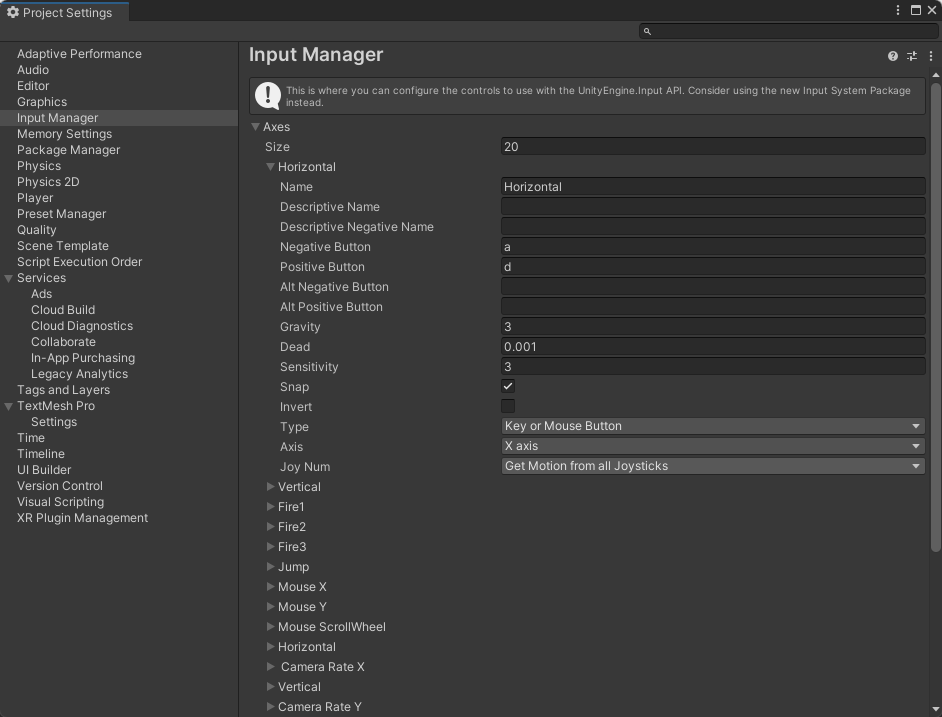 Project Settings
Adaptive Performance
Audio
Editor
Graphics
Input Manager
Memory Settings
Package Manager
Physics
Physics 2D
Player
Preset Manager
Quality
Scene Template
Script Execution Order
Services
Ads
Cloud Build
Cloud Diagnostics
Collaborate
In-App Purchasing
Legacy Analytics
Tags and Layers
TextMesh Pro
Settings
Time
Timeline
UI Builder
Version Control
Visual Scripting
XR Plugin Management
Input Manager
This is where you can configure the controls to use with the UnityEngine.Input API. Consider using the new Input System Package
instead.
Axes
Size 20
Horizontal
Name Horizontal
Descriptive Name
Descriptive Negative Name
Negative Button a
Positive Button d
Alt Negative Button
Alt Positive Button
Gravity 3
Dead 0.001
Sensitivity 3
Snap
Invert
Type Key or Mouse Button
Axis X axis
Joy Num Get Motion from all Joysticks
Vertical
Fire1
Fire2
Fire3
Jump
Mouse X
Mouse Y
Mouse ScrollWheel
Horizontal
Camera Rate X
Vertical
Camera Rate Y